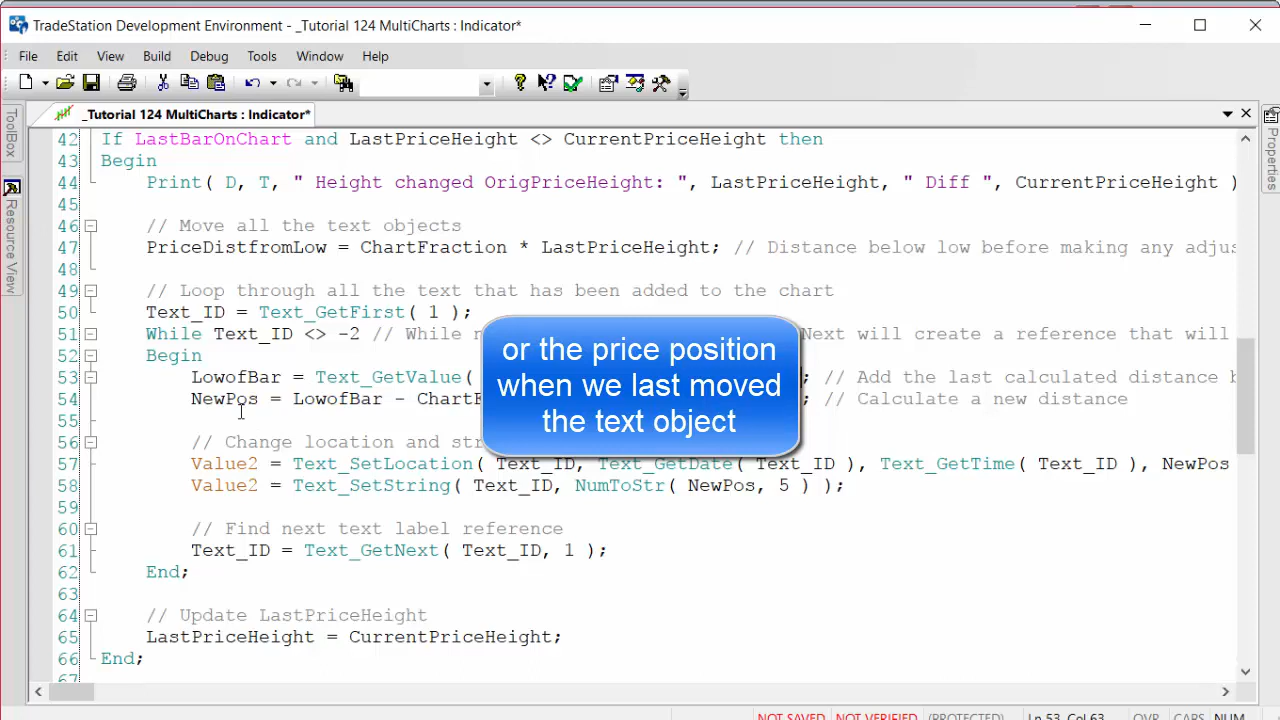 TradeStation Development Environment - _Tutorial 124 MultiCharts : Indicator*
File Edit View Build Debug Tools Window Help
_Tutorial 124 MultiCharts : Indicator*
ToolBox
Resource View
Properties
42 If LastBarOnChart and LastPriceHeight <> CurrentPriceHeight then
43 Begin
44 Print( D, T, " Height changed OrigPriceHeight: ", LastPriceHeight, " Diff ", CurrentPriceHeight )
45
46 // Move all the text objects
47 PriceDistfromLow = ChartFraction * LastPriceHeight; // Distance below low before making any
48
49 // Loop through all the text that has been added to the chart
50 Text_ID = Text_GetFirst( 1 );
51 While Text_ID <> -2 // While Next will create a reference that will
52 Begin
53 LowofBar = Text_GetValue( ; // Add the last calculated distance
54 NewPos = LowofBar - ; // Calculate a new distance
55
56 // Change location and
57 Value2 = Text_SetLocation( Text_ID, Text_GetDate( Text_ID ), Text_GetTime( Text_ID ), NewPos
58 Value2 = Text_SetString( Text_ID, NumToStr( NewPos, 5 ) );
59
60 // Find next text label reference
61 Text_ID = Text_GetNext( Text_ID, 1 );
62 End;
63
64 // Update LastPriceHeight
65 LastPriceHeight = CurrentPriceHeight;
66 End;
or the price position
when we last moved
the text object
NOT SAVED NOT VERIFIED (PROTECTED) Ln 53, Col 63 OVR CAPS NUM